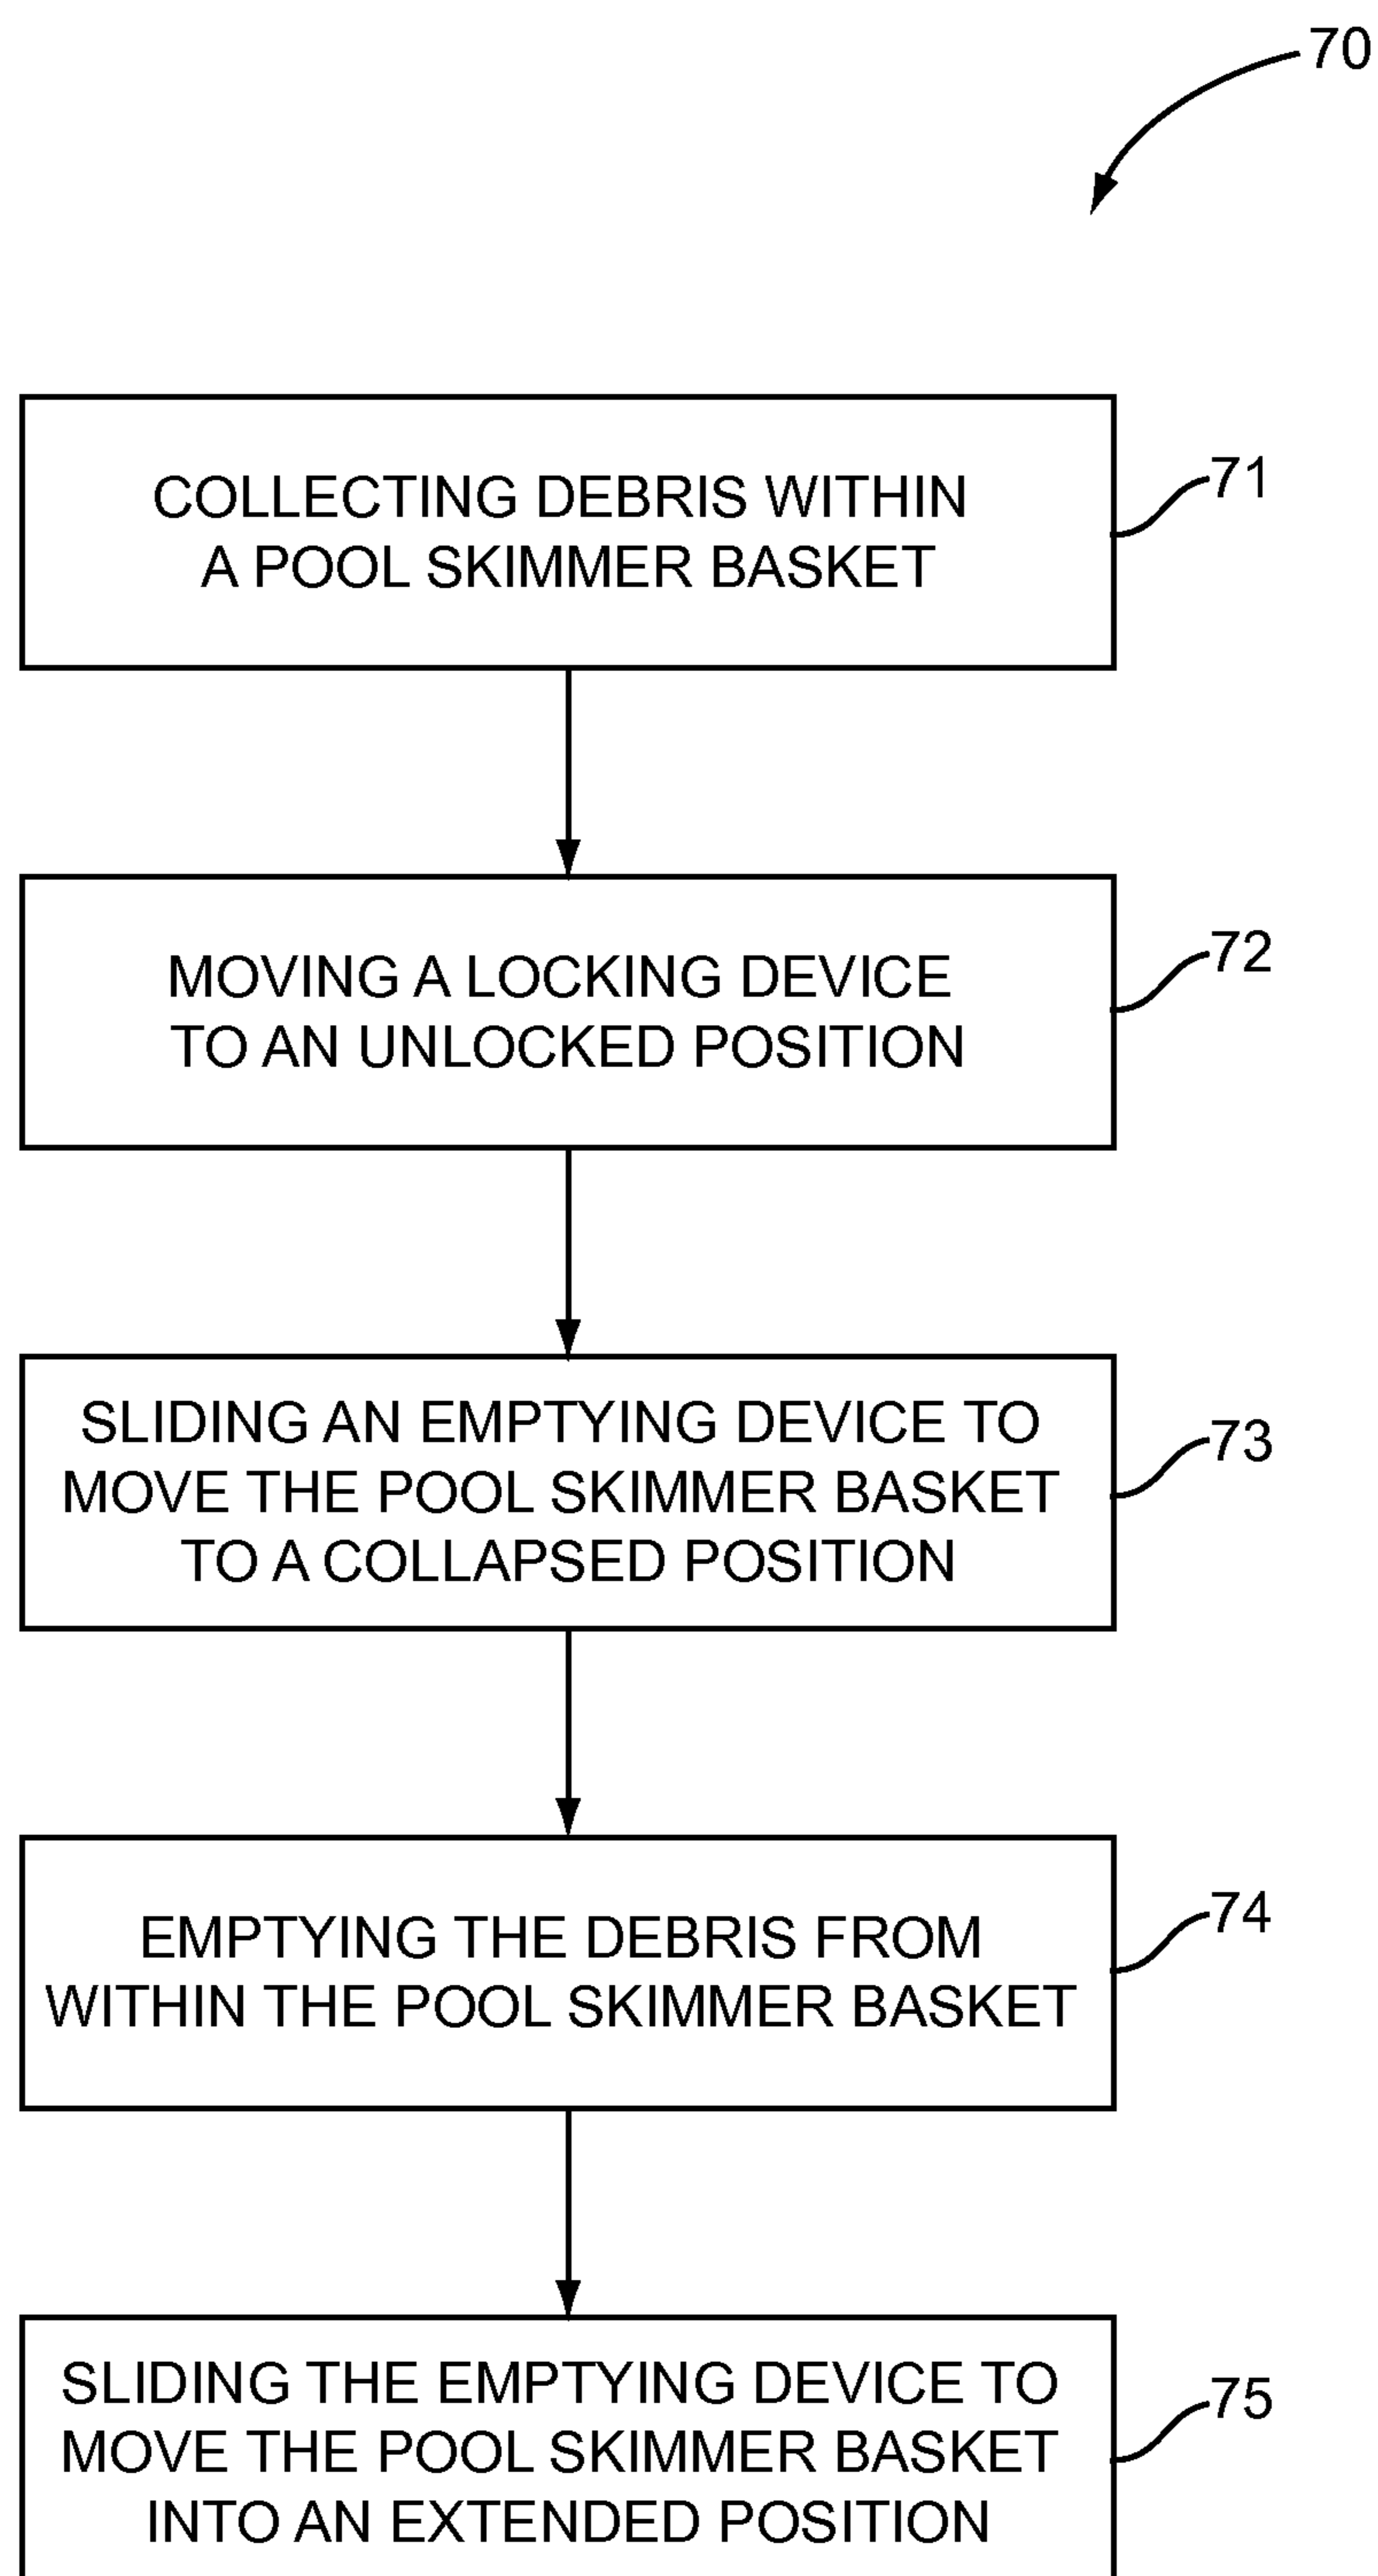 70
COLLECTING DEBRIS WITHIN
A POOL SKIMMER BASKET
71
MOVING A LOCKING DEVICE
TO AN UNLOCKED POSITION
72
SLIDING AN EMPTYING DEVICE TO
MOVE THE POOL SKIMMER BASKET
TO A COLLAPSED POSITION
73
EMPTYING THE DEBRIS FROM
WITHIN THE POOL SKIMMER BASKET
74
SLIDING THE EMPTYING DEVICE TO
MOVE THE POOL SKIMMER BASKET
INTO AN EXTENDED POSITION
75